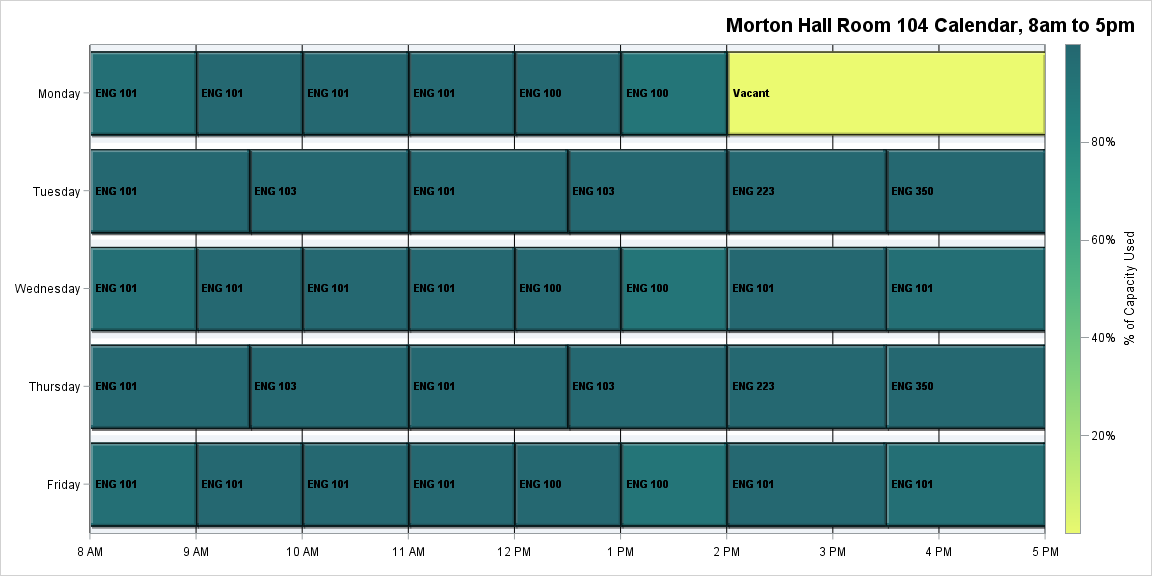 Morton Hall Room 104 Calendar, 8am to 5pm
Monday ENG 101 ENG 101 ENG 101 ENG 101 ENG 100 ENG 100 Vacant
80%
Tuesday ENG 101 ENG 103 ENG 101 ENG 103 ENG 223 ENG 350
60%
Wednesday ENG 101 ENG 101 ENG 101 ENG 101 ENG 100 ENG 100 ENG 101 ENG 101
% of Capacity Used
40%
Thursday ENG 101 ENG 103 ENG 101 ENG 103 ENG 223 ENG 350
20%
Friday ENG 101 ENG 101 ENG 101 ENG 101 ENG 100 ENG 100 ENG 101 ENG 101
8 AM 9 AM 10 AM 11 AM 12 PM 1 PM 2 PM 3 PM 4 PM 5 PM